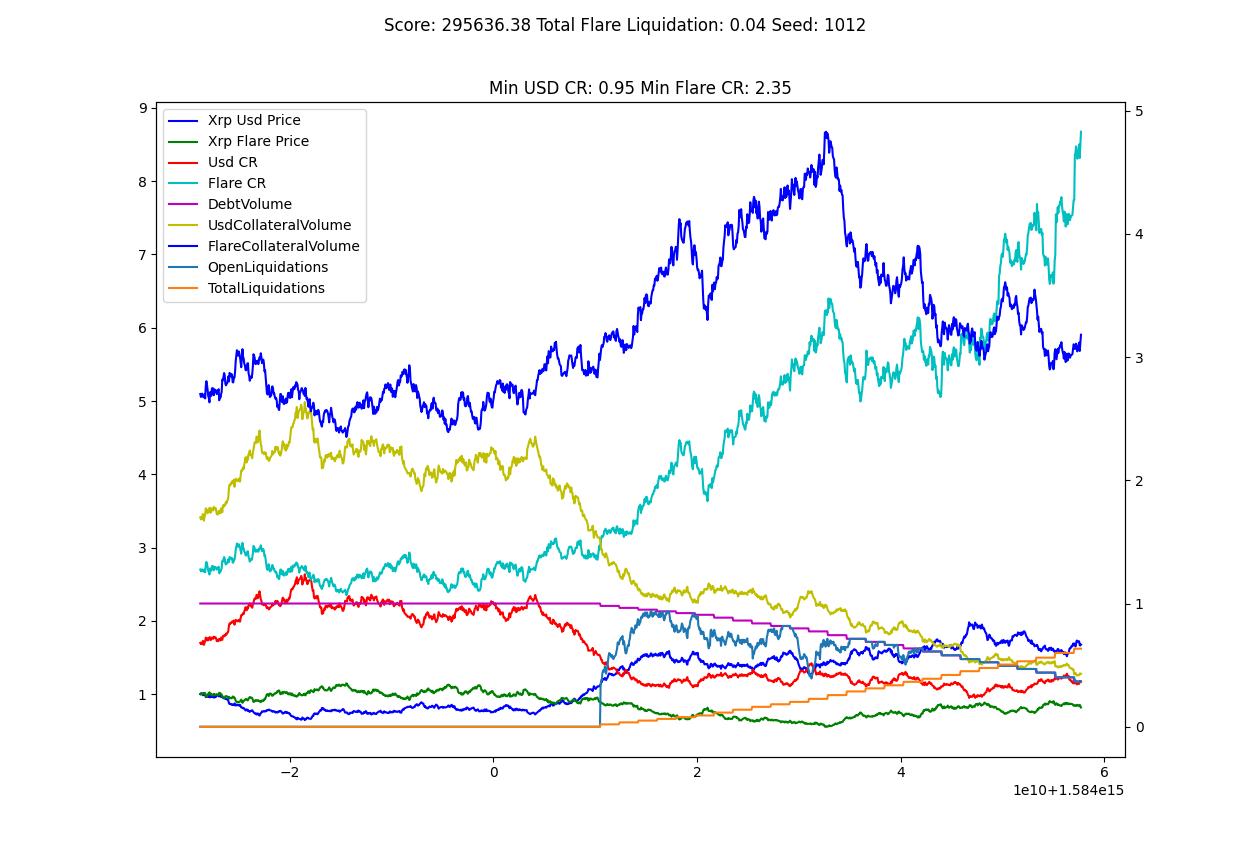 Score: 295636.38 Total Flare Liquidation: 0.04 Seed: 1012
Min USD CR: 0.95 Min Flare CR: 2.35
Xrp Usd Price
Xrp Flare Price
Usd CR
Flare CR
DebtVolume
UsdCollateralVolume
FlareCollateralVolume
OpenLiquidations
TotalLiquidations
9
8
7
6
5
4
3
2
1
5
4
3
2
1
0
−2
0
2
4
6
1e10+1.584e15